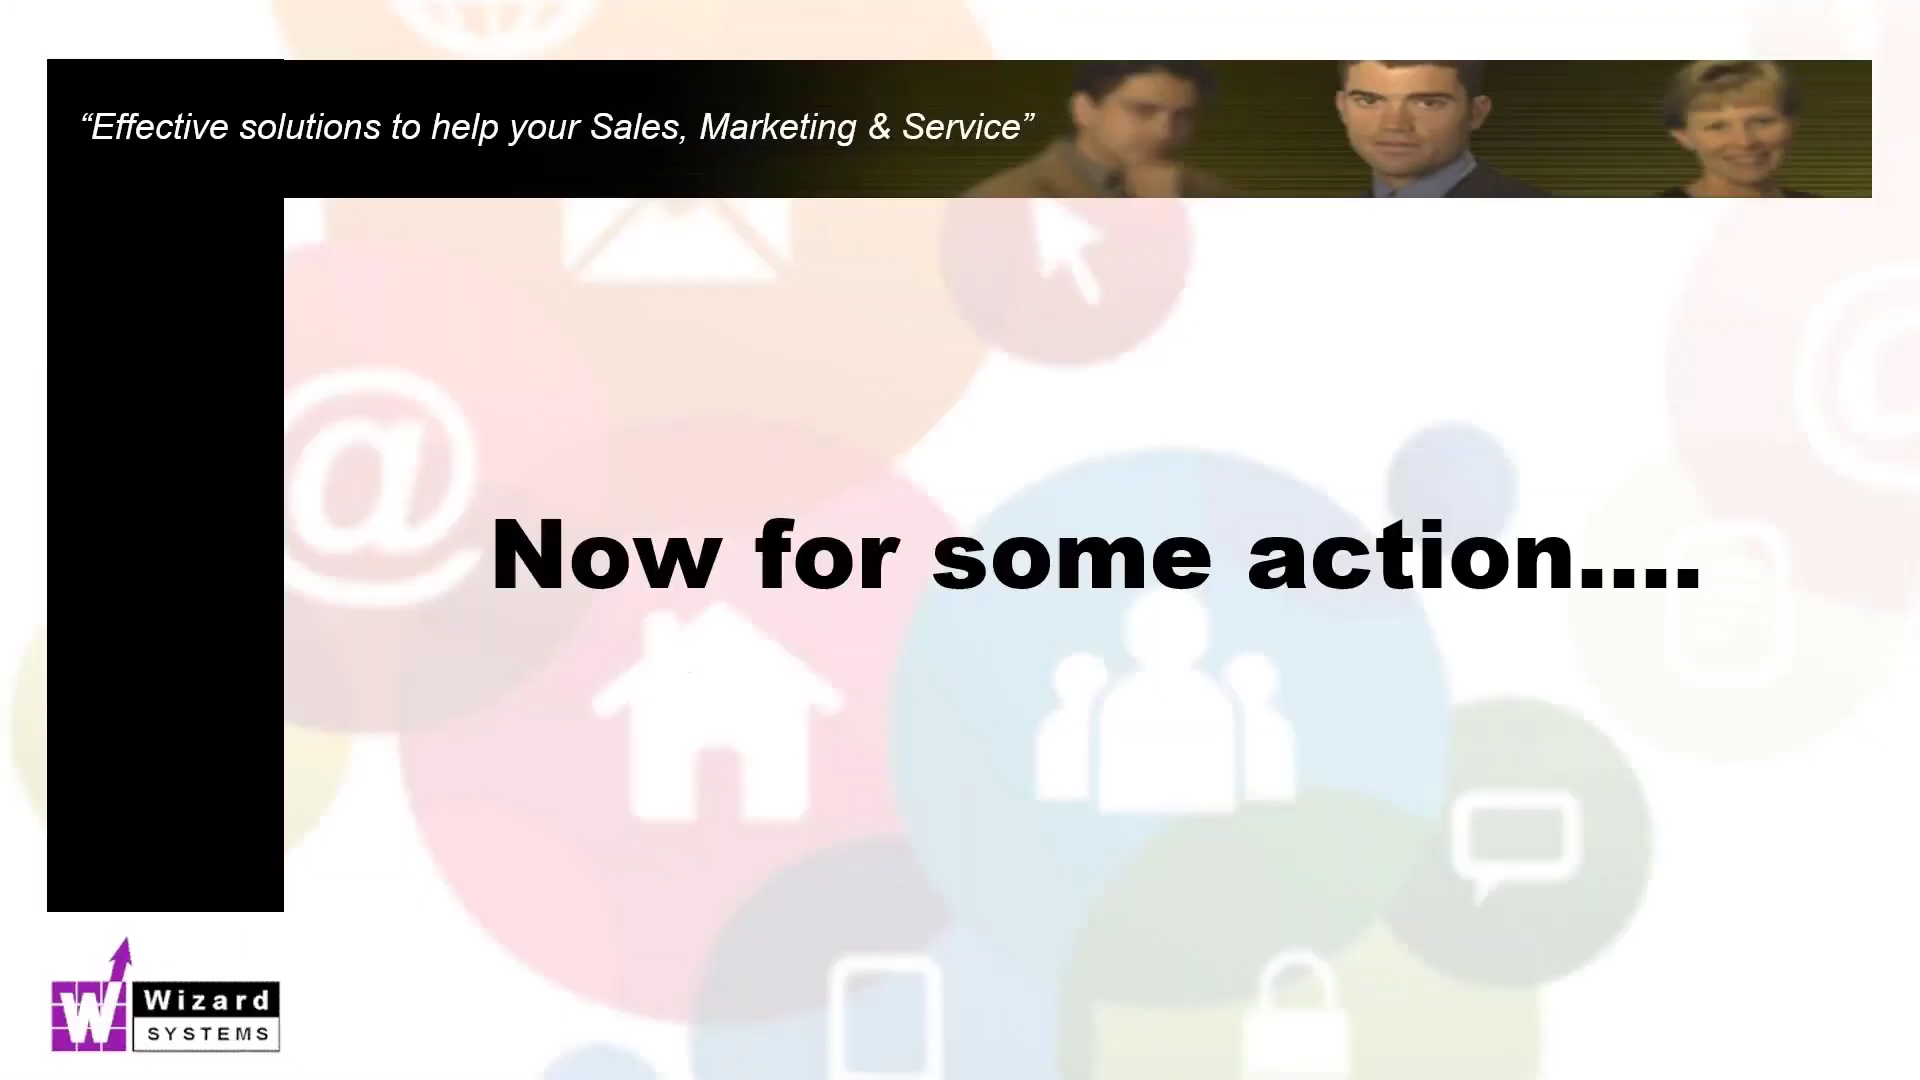 “Effective solutions to help your Sales, Marketing & Service”
Now for some action....
W Wizard
SYSTEMS